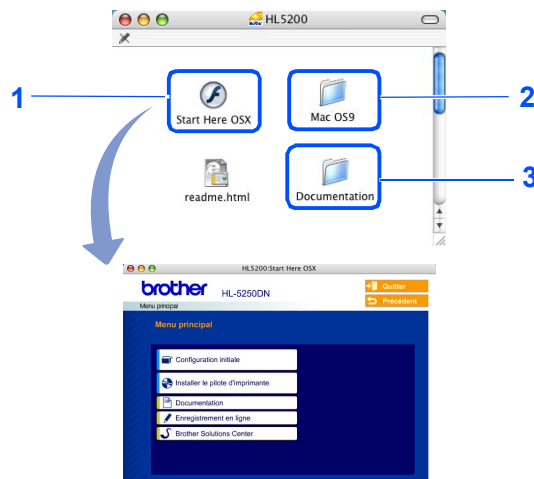 HL5200
1
2
Start Here OSX
Mac OS9
3
readme.html
Documentation
HL5200:Start Here OSX
brother HL-5250DN
Quitter
Menu principal
Précédent
Menu principal
Configuration initiale
Installer le pilote d'imprimante
Documentation
Enregistrement en ligne
Brother Solutions Center